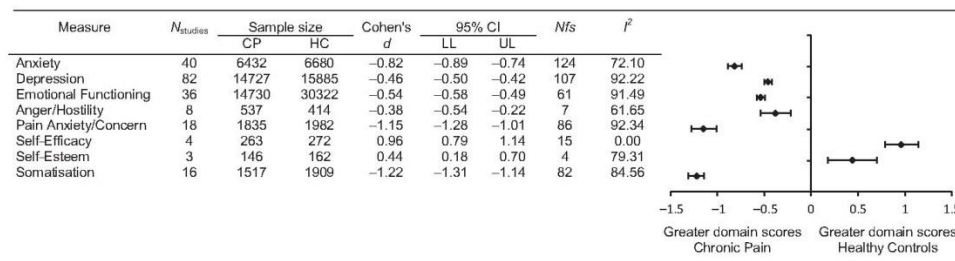 Measure N_studies Sample size Cohen's 95% CI Nfs I²
CP HC d LL UL
Anxiety 40 6432 6680 −0.82 −0.89 −0.74 124 72.10
Depression 82 14727 15885 −0.46 −0.50 −0.42 107 92.22
Emotional Functioning 36 14730 30322 −0.54 −0.58 −0.49 61 91.49
Anger/Hostility 8 537 414 −0.38 −0.54 −0.22 7 61.65
Pain Anxiety/Concern 18 1835 1982 −1.15 −1.28 −1.01 86 92.34
Self-Efficacy 4 263 272 0.96 0.79 1.14 15 0.00
Self-Esteem 3 146 162 0.44 0.18 0.70 4 79.31
Somatisation 16 1517 1909 −1.22 −1.31 −1.14 82 84.56
−1.5 −1 −0.5 0 0.5 1 1.5
Greater domain scores Greater domain scores
Chronic Pain Healthy Controls